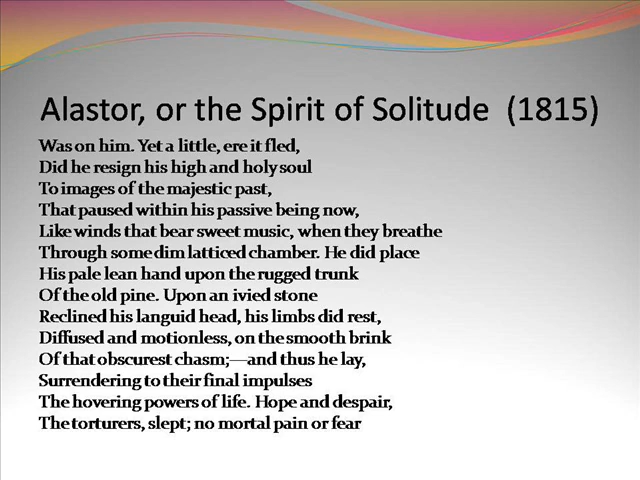 Alastor, or the Spirit of Solitude (1815)
Was on him. Yet a little, ere it fled,
Did he resign his high and holy soul
To images of the majestic past,
That paused within his passive being now,
Like winds that bear sweet music, when they breathe
Through some dim latticed chamber. He did place
His pale lean hand upon the rugged trunk
Of the old pine. Upon an ivied stone
Reclined his languid head, his limbs did rest,
Diffused and motionless, on the smooth brink
Of that obscurest chasm;—and thus he lay,
Surrendering to their final impulses
The hovering powers of life. Hope and despair,
The torturers, slept; no mortal pain or fear